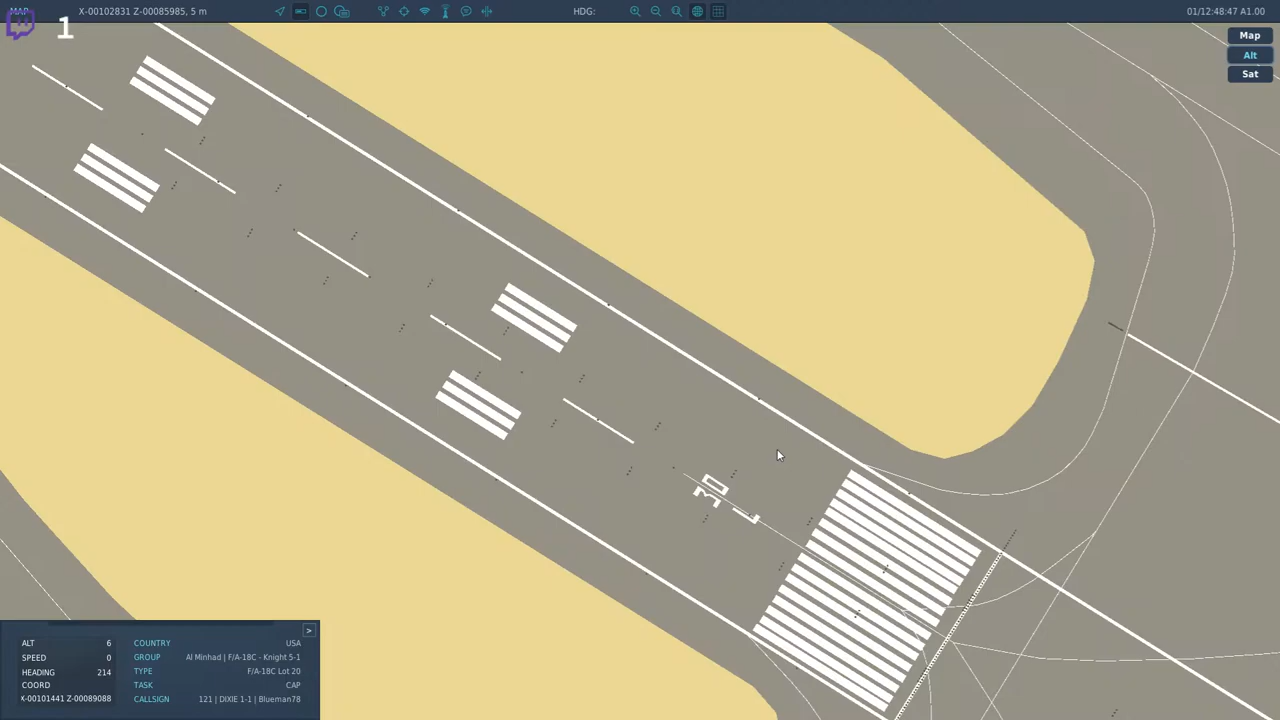 MAP X-00102831 Z-00085985, 5 m HDG: 01/12:48:47 A1.00
1
Map
Alt
Sat
30
L
>
ALT 6 COUNTRY USA
SPEED 0 GROUP Al Minhad | F/A-18C - Knight 5-1
HEADING 214 TYPE F/A-18C Lot 20
COORD TASK CAP
X-00101441 Z-00089088 CALLSIGN 121 | DIXIE 1-1 | Blueman78